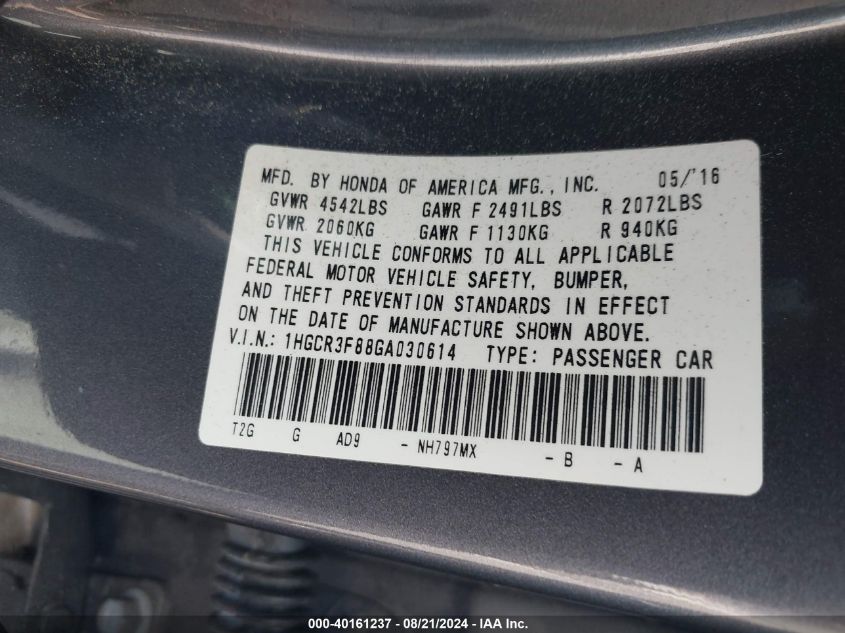 MFD. BY HONDA OF AMERICA MFG., INC. 05/'16
GVWR 4542LBS GAWR F 2491LBS R 2072LBS
GVWR 2060KG GAWR F 1130KG R 940KG
THIS VEHICLE CONFORMS TO ALL APPLICABLE
FEDERAL MOTOR VEHICLE SAFETY, BUMPER,
AND THEFT PREVENTION STANDARDS IN EFFECT
ON THE DATE OF MANUFACTURE SHOWN ABOVE.
V.I.N.: 1HGCR3F88GA030614 TYPE: PASSENGER CAR
T2G G AD9 - NH797MX - B - A
000-40161237 - 08/21/2024 - IAA Inc.